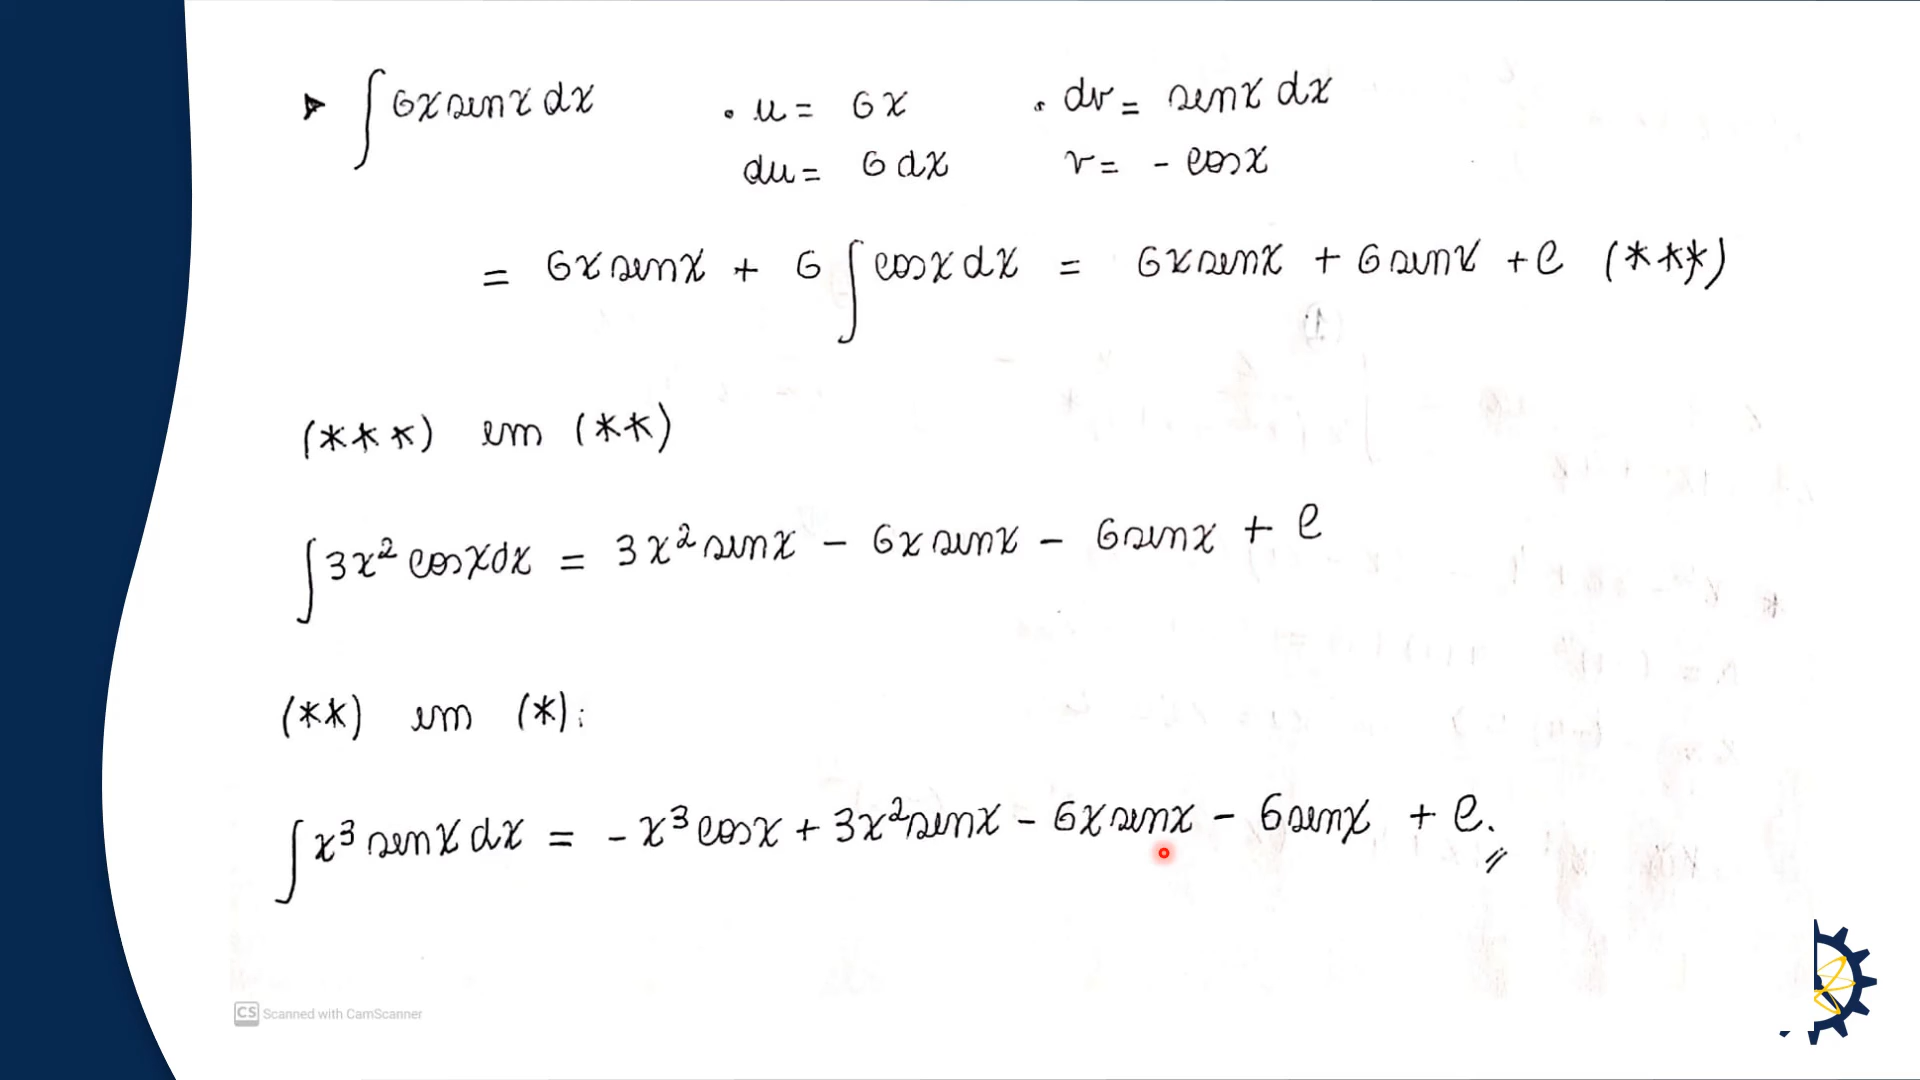 ∫ 6x sen x dx . u = 6x . dv = sen x dx
du = 6 dx v = - cos x
= 6x sen x + 6 ∫ cos x dx = 6x sen x + 6 sen x + C (***)
(***) em (**)
∫ 3x² cos x dx = 3x² sen x - 6x sen x - 6 sen x + C
(**) em (*):
∫ x³ sen x dx = - x³ cos x + 3x² sen x - 6x sen x - 6 sen x + C.
CS Scanned with CamScanner